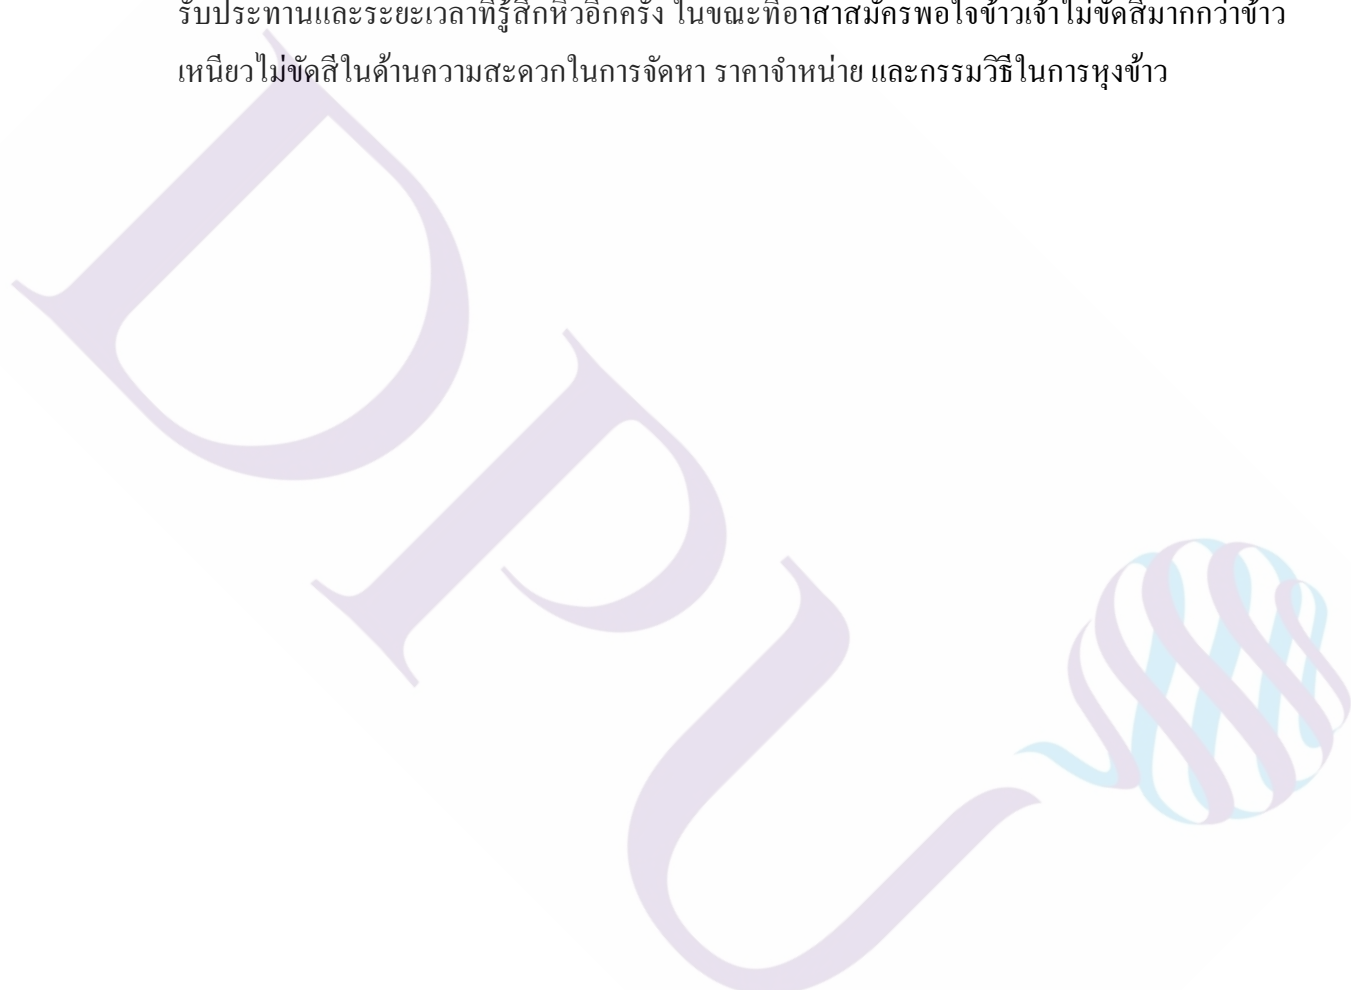 รับประทานและระยะเวลาที่รู้สึกหิวอีกครั้ง ในขณะที่อาสาสมัครพอใจข้าวเจ้าไม่ขัดสีมากกว่าข้าว
เหนียวไม่ขัดสีในด้านความสะดวกในการจัดหา ราคาจำหน่าย และกรรมวิธีในการหุงข้าว
DPU